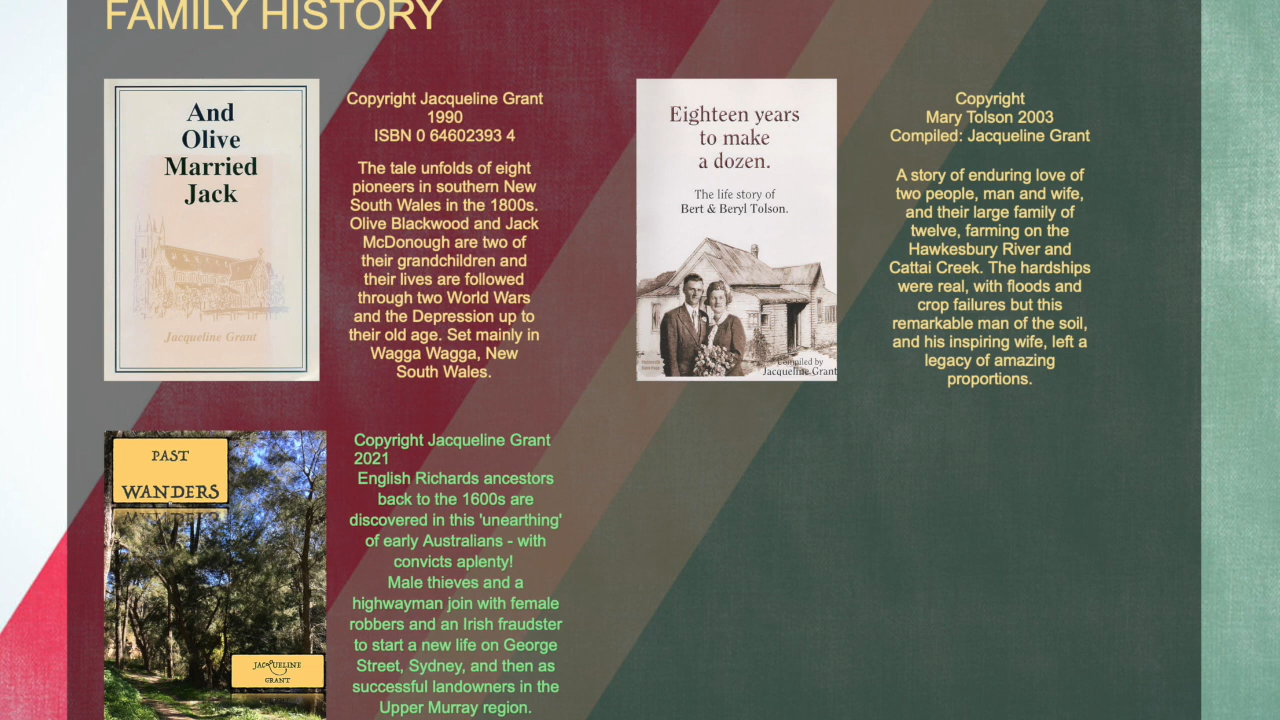 FAMILY HISTORY
And
Olive
Married
Jack
Jacqueline Grant
Copyright Jacqueline Grant
1990
ISBN 0 64602393 4
The tale unfolds of eight
pioneers in southern New
South Wales in the 1800s.
Olive Blackwood and Jack
McDonough are two of
their grandchildren and
their lives are followed
through two World Wars
and the Depression up to
their old age. Set mainly in
Wagga Wagga, New
South Wales.
Eighteen years
to make
a dozen.
The life story of
Bert & Beryl Tolson.
Compiled by
Jacqueline Grant
Copyright
Mary Tolson 2003
Compiled: Jacqueline Grant
A story of enduring love of
two people, man and wife,
and their large family of
twelve, farming on the
Hawkesbury River and
Cattai Creek. The hardships
were real, with floods and
crop failures but this
remarkable man of the soil,
and his inspiring wife, left a
legacy of amazing
proportions.
PAST
WANDERS
JACQUELINE
GRANT
Copyright Jacqueline Grant
2021
English Richards ancestors
back to the 1600s are
discovered in this 'unearthing'
of early Australians - with
convicts aplenty!
Male thieves and a
highwayman join with female
robbers and an Irish fraudster
to start a new life on George
Street, Sydney, and then as
successful landowners in the
Upper Murray region.